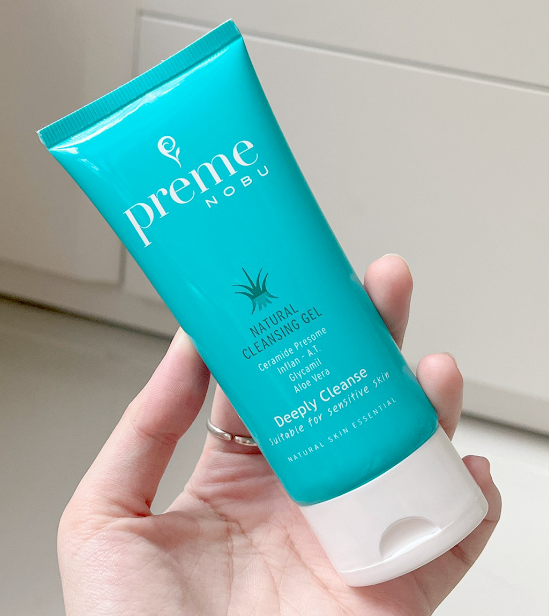 preme
NOBU
NATURAL
CLEANSING GEL
Ceramide Presome
Inflan - A.T.
Glycamil
Aloe Vera
Deeply Cleanse
Suitable for sensitive skin
NATURAL SKIN ESSENTIAL